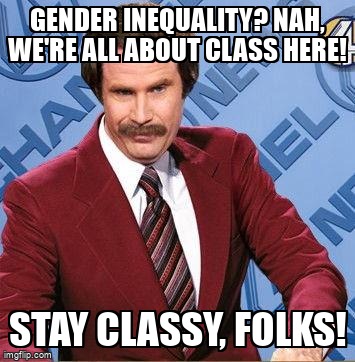 GENDER INEQUALITY? NAH,
WE'RE ALL ABOUT CLASS HERE!
STAY CLASSY, FOLKS!
imgflip.com